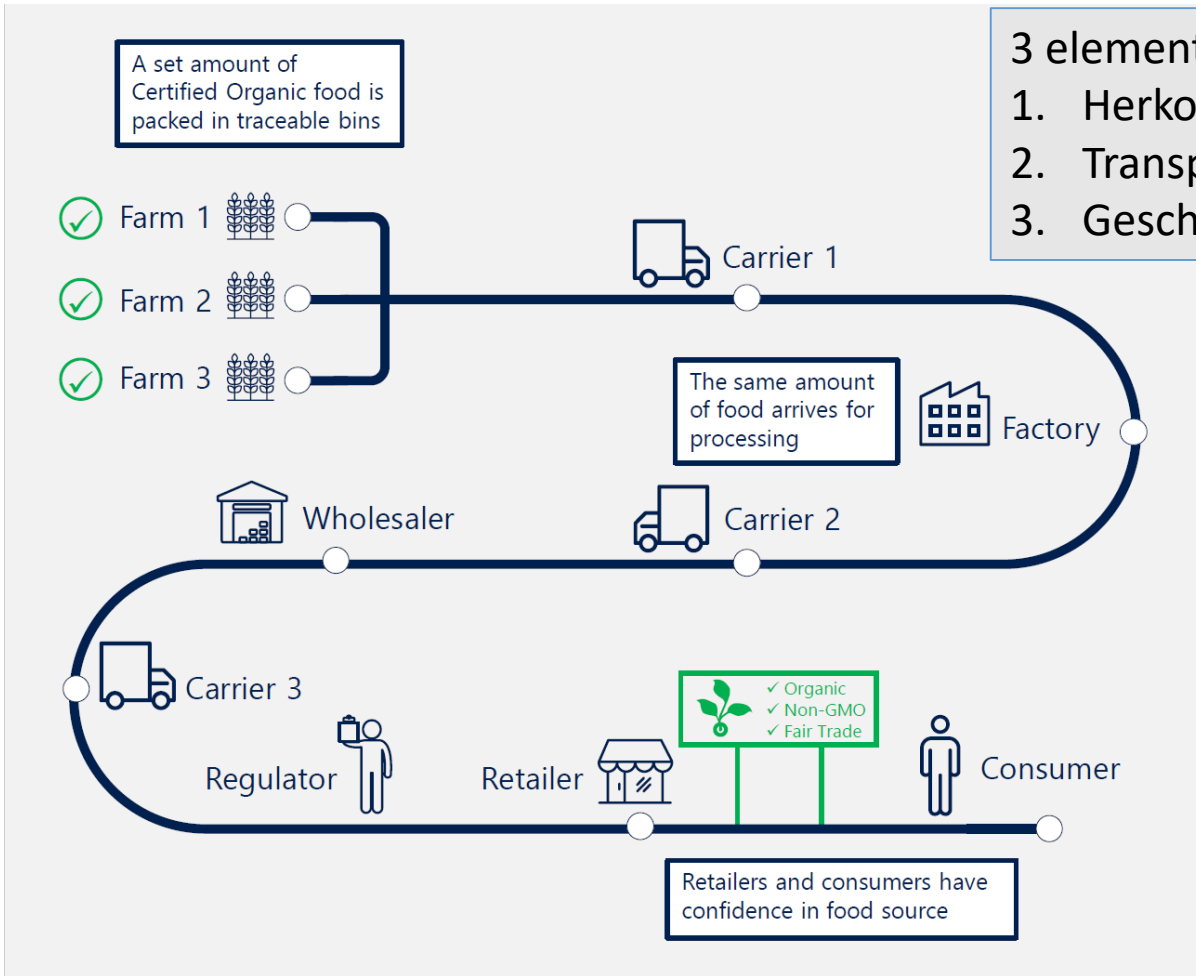 A set amount of
Certified Organic food is
packed in traceable bins
3 element
1. Herko
2. Transp
3. Gesch
Farm 1
Farm 2
Farm 3
Carrier 1
The same amount
of food arrives for
processing
Factory
Wholesaler
Carrier 2
Carrier 3
✓ Organic
✓ Non-GMO
✓ Fair Trade
Regulator
Retailer
Consumer
Retailers and consumers have
confidence in food source